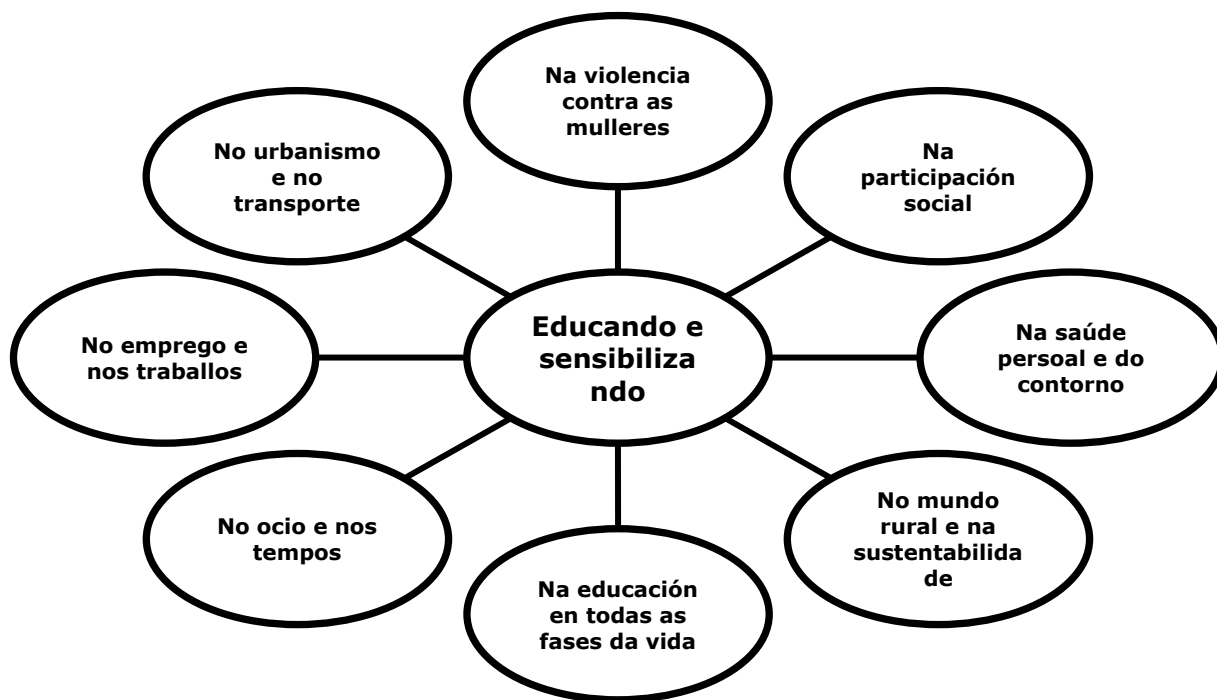 Na violencia
contra as
mulleres
No urbanismo
e no
transporte
Na
participación
social
No emprego e
nos traballos
Educando e
sensibiliza
ndo
Na saúde
persoal e do
contorno
No ocio e nos
tempos
No mundo
rural e na
sustentabilida
de
Na educación
en todas as
fases da vida